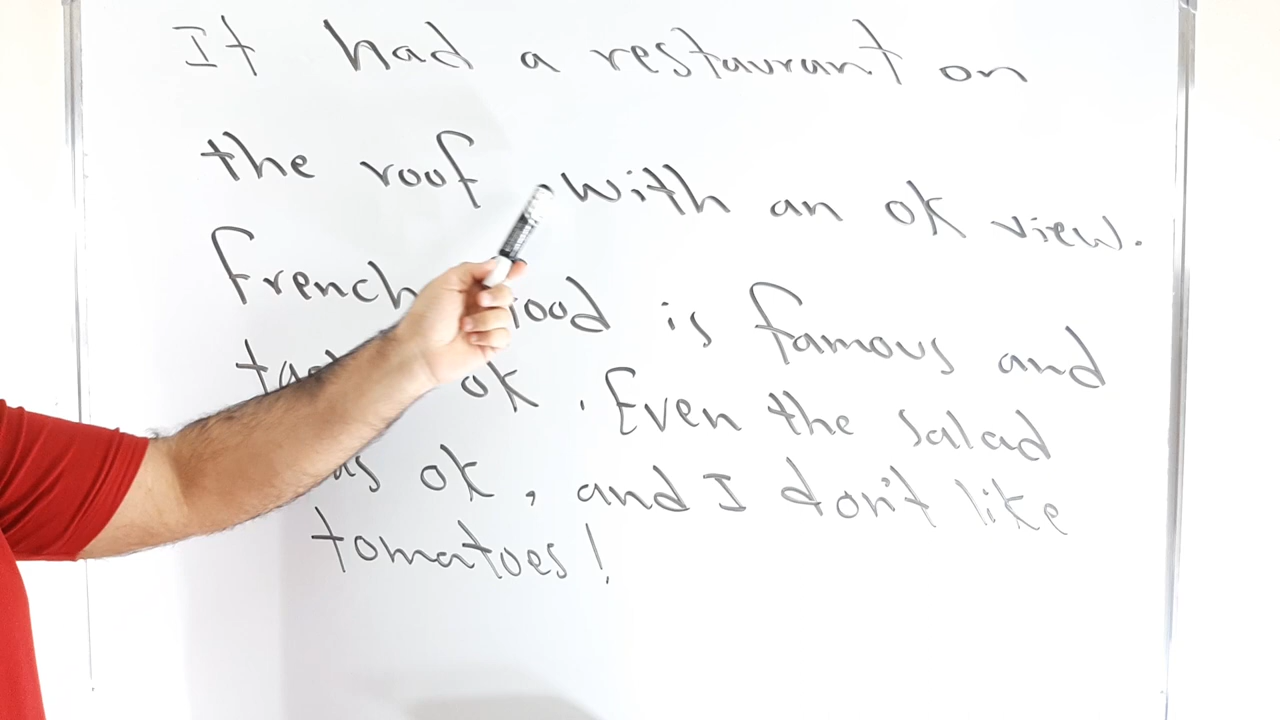 It had a restaurant on
the roof with an ok view.
French food is famous and
ok. Even the salad
ok, and I don't like
tomatoes!